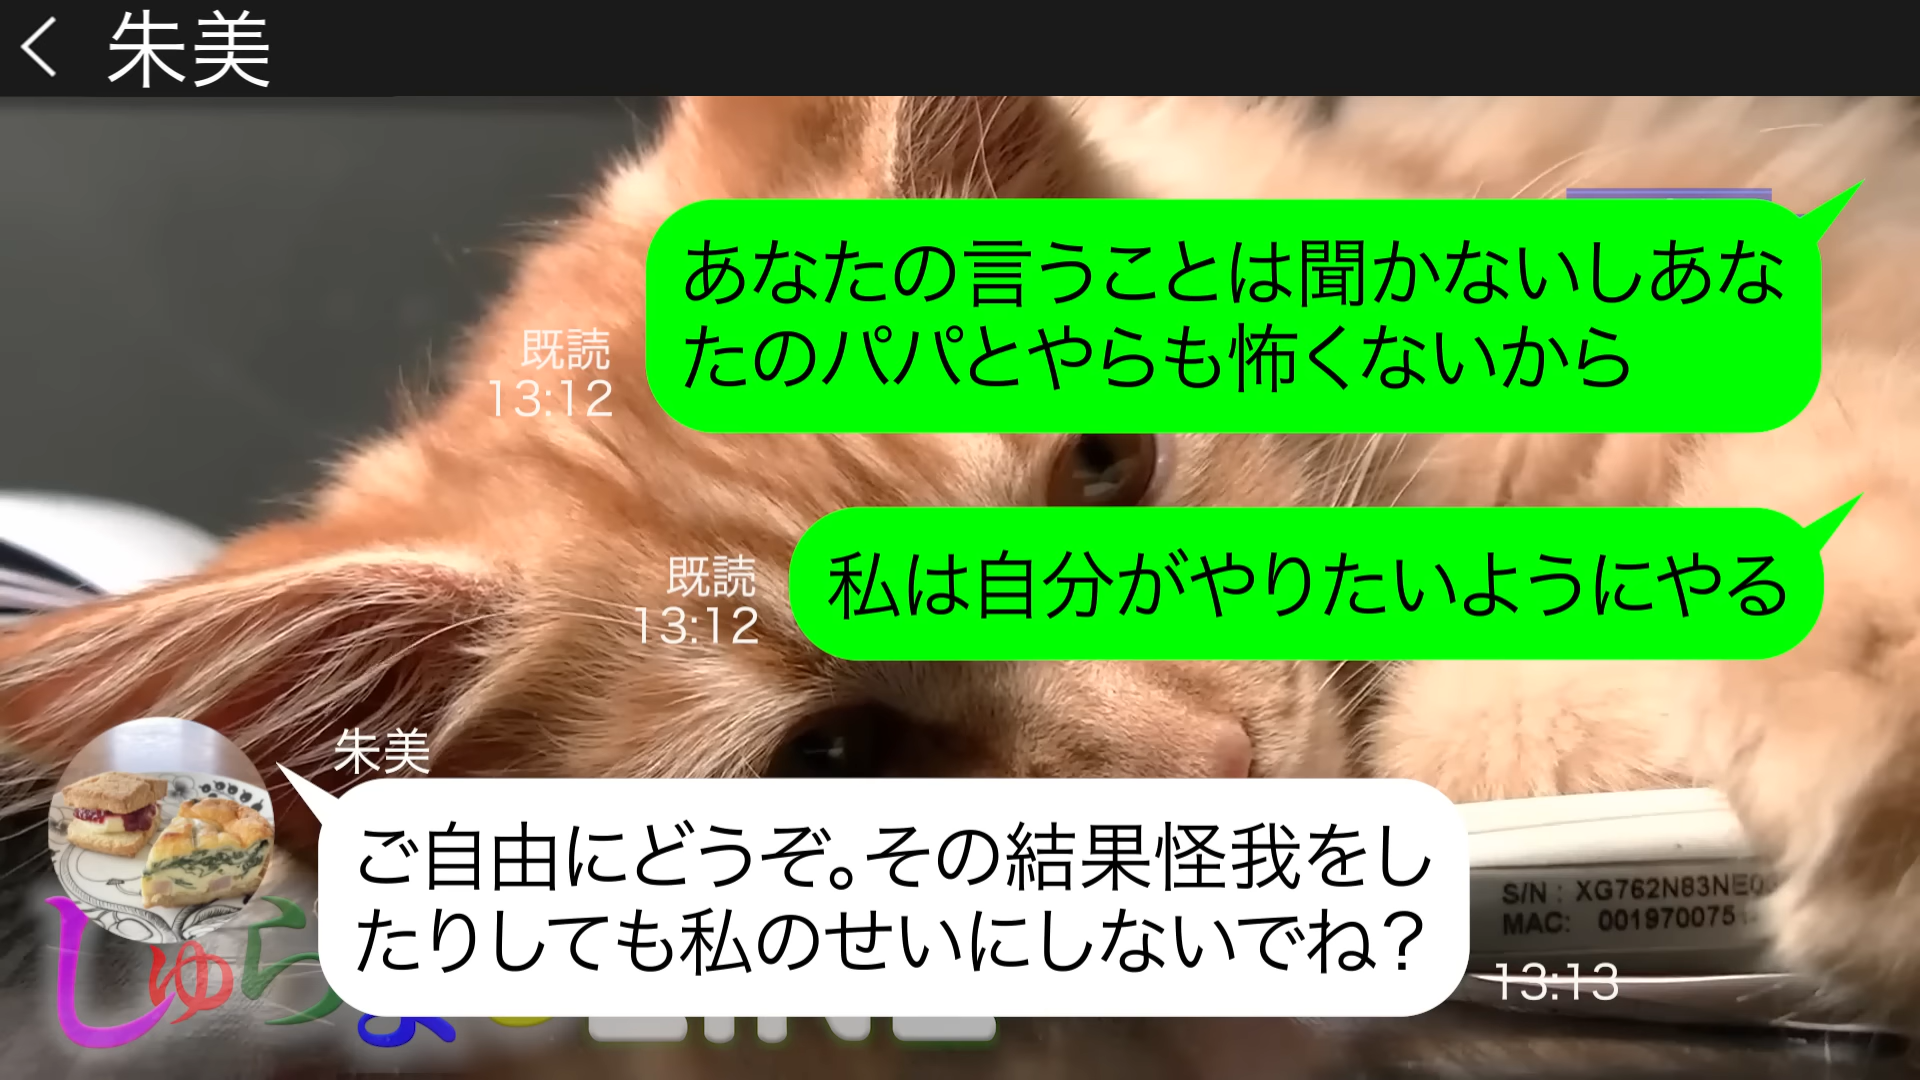 朱美
あなたの言うことは聞かないしあな
たのパパとやらも怖くないから
既読
13:12
私は自分がやりたいようにやる
既読
13:12
朱美
ご自由にどうぞ。その結果怪我をし
たりしても私のせいにしないでね？
13:13
S/N : XG762N83NE0
MAC: 001970075
しゅら